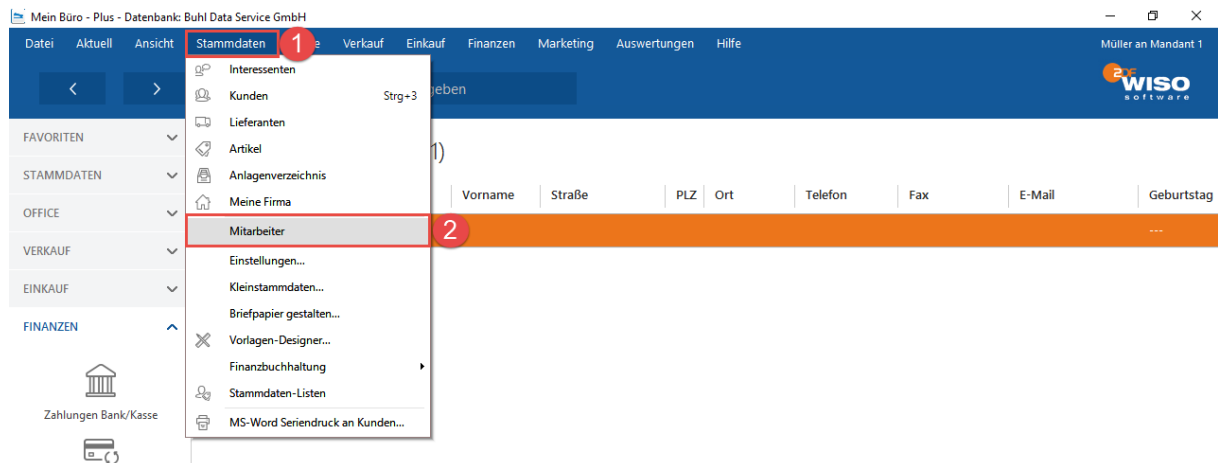 Mein Büro - Plus - Datenbank: Buhl Data Service GmbH
Datei Aktuell Ansicht Stammdaten 1 Verkauf Einkauf Finanzen Marketing Auswertungen Hilfe Müller an Mandant 1
ZDF
WISO
software
FAVORITEN
STAMMDATEN
OFFICE
VERKAUF
EINKAUF
FINANZEN
Zahlungen Bank/Kasse
Interessenten
Kunden Strg+3
Lieferanten
Artikel
Anlagenverzeichnis
Meine Firma
Mitarbeiter 2
Einstellungen...
Kleinstammdaten...
Briefpapier gestalten...
Vorlagen-Designer...
Finanzbuchhaltung
Stammdaten-Listen
MS-Word Seriendruck an Kunden...
Vorname Straße PLZ Ort Telefon Fax E-Mail Geburtstag
---